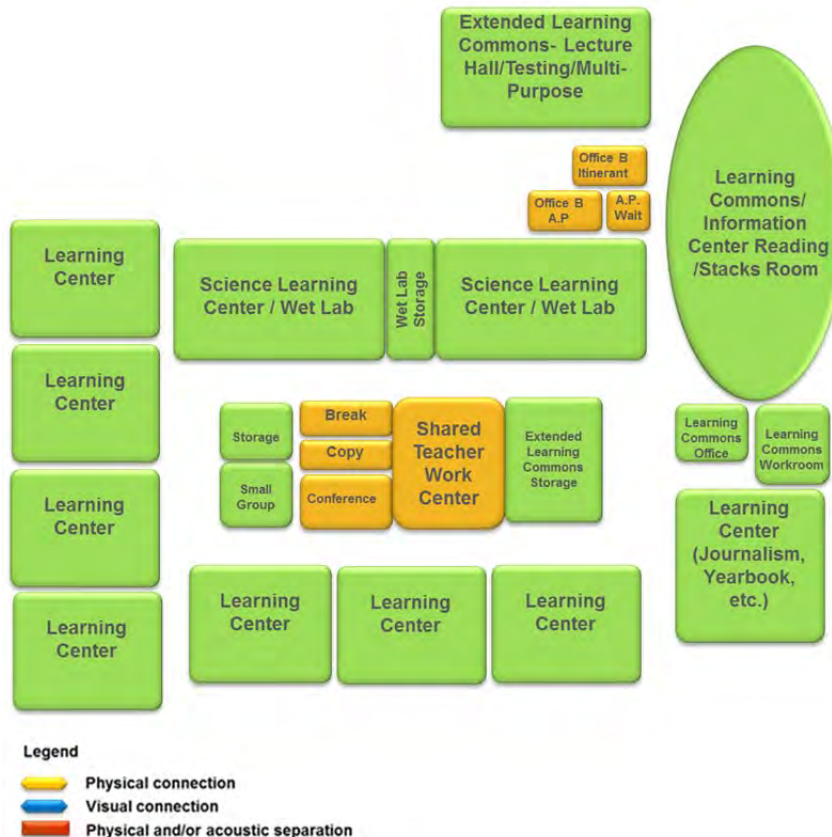 Extended Learning
Commons- Lecture
Hall/Testing/Multi-
Purpose
Office B
Itinerant
Office B
A.P
A.P.
Wait
Learning
Commons/
Information
Center Reading
/Stacks Room
Learning
Center
Science Learning
Center / Wet Lab
Wet Lab
Storage
Science Learning
Center / Wet Lab
Learning
Center
Storage
Small
Group
Break
Copy
Conference
Shared
Teacher
Work
Center
Extended
Learning
Commons
Storage
Learning
Commons
Office
Learning
Commons
Workroom
Learning
Center
Learning
Center
(Journalism,
Yearbook,
etc.)
Learning
Center
Learning
Center
Learning
Center
Learning
Center
Legend
Physical connection
Visual connection
Physical and/or acoustic separation